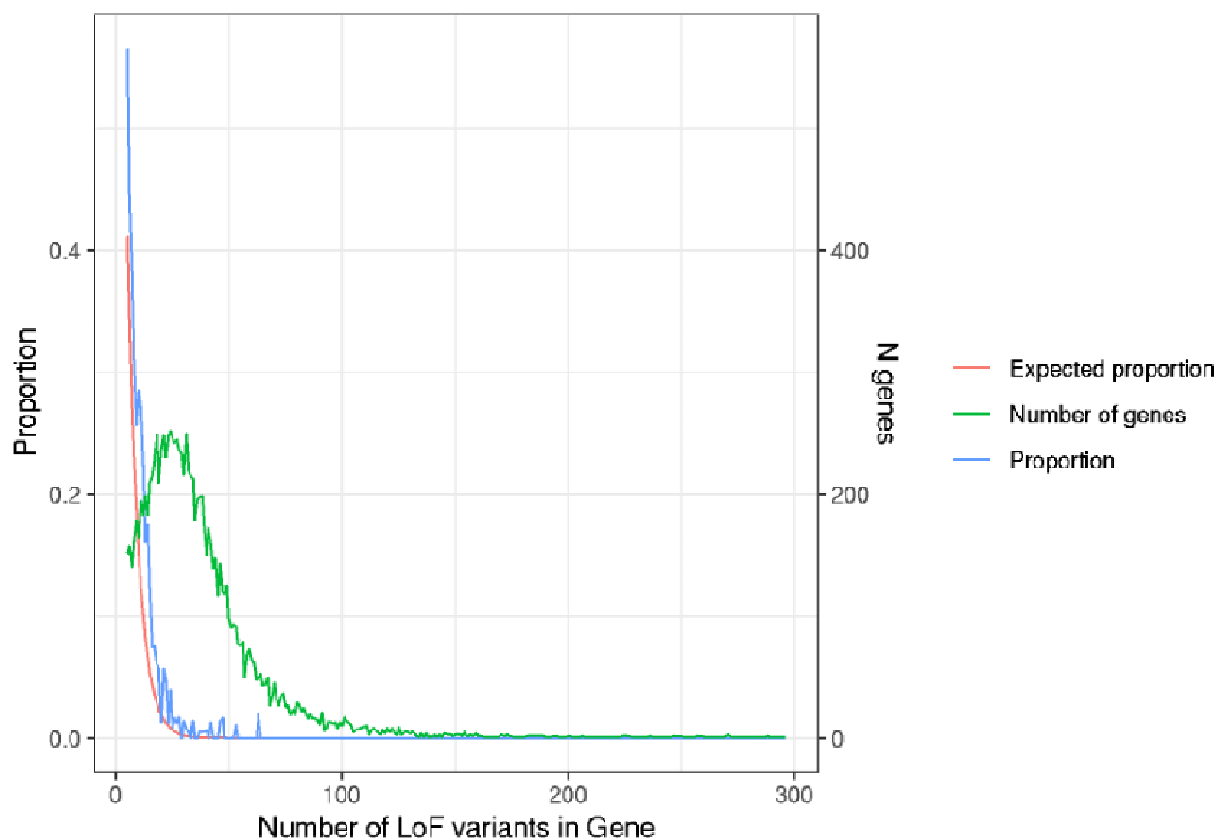 0.4
0.2
0.0
Proportion
400
200
0
N genes
0
100
200
300
Number of LoF variants in Gene
Expected proportion
Number of genes
Proportion